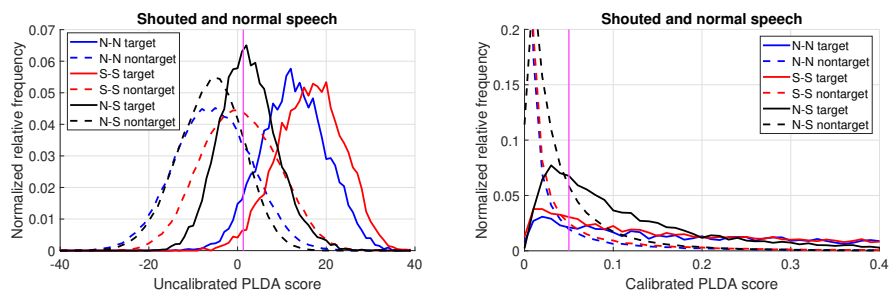 Shouted and normal speech
Normalized relative frequency
0.07
0.06
0.05
0.04
0.03
0.02
0.01
0
N-N target
N-N nontarget
S-S target
S-S nontarget
N-S target
N-S nontarget
-40
-20
0
20
40
Uncalibrated PLDA score
Shouted and normal speech
Normalized relative frequency
0.2
0.15
0.1
0.05
0
N-N target
N-N nontarget
S-S target
S-S nontarget
N-S target
N-S nontarget
0
0.1
0.2
0.3
0.4
Calibrated PLDA score